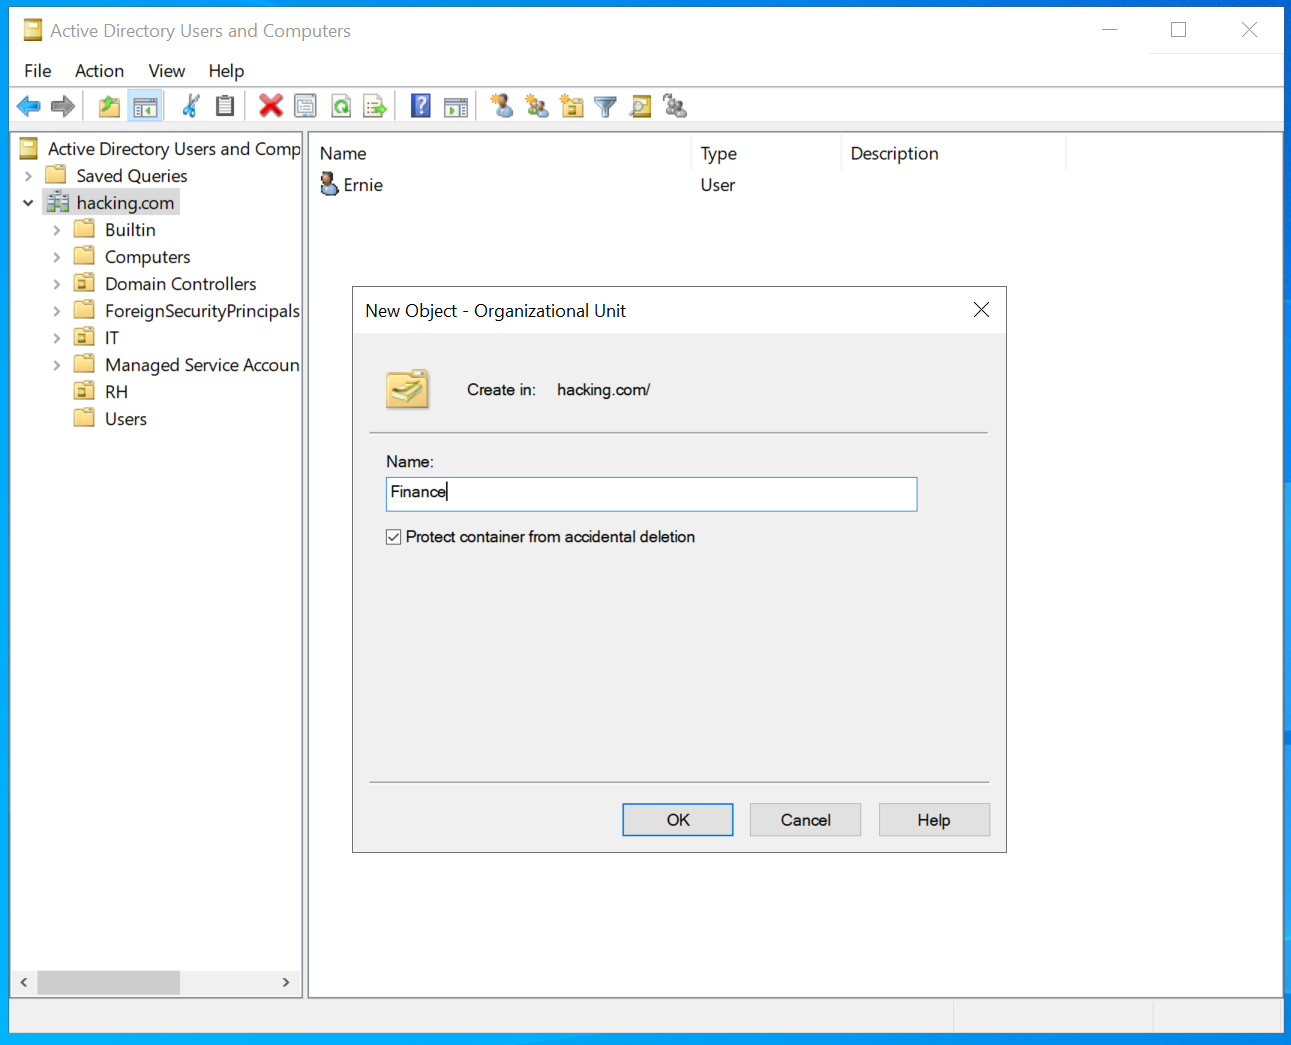 Active Directory Users and Computers
File Action View Help
Active Directory Users and Comp
Saved Queries
hacking.com
Builtin
Computers
Domain Controllers
ForeignSecurityPrincipals
IT
Managed Service Accoun
RH
Users
Name Type Description
Ernie User
New Object - Organizational Unit
Create in: hacking.com/
Name:
Finance
Protect container from accidental deletion
OK Cancel Help